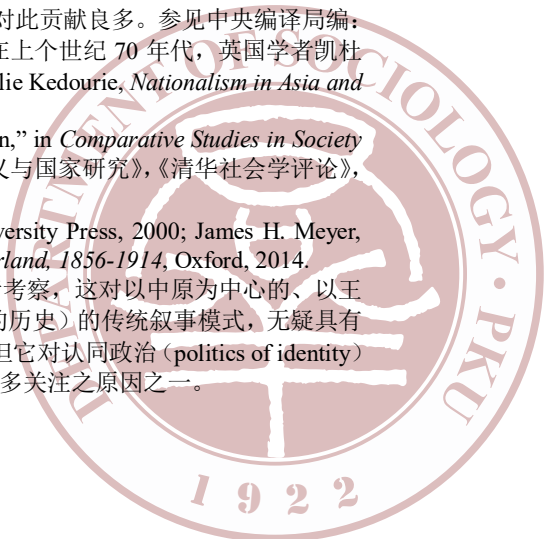 对此贡献良多。参见中央编译局编：
在上个世纪 70 年代，英国学者凯杜
lie Kedourie, Nationalism in Asia and
n,” in Comparative Studies in Society
义与国家研究》，《清华社会学评论》，
versity Press, 2000; James H. Meyer,
rland, 1856-1914, Oxford, 2014.
考察，这对以中原为中心的、以王
的历史）的传统叙事模式，无疑具有
但它对认同政治（politics of identity）
多关注之原因之一。
DEPARTMENT OF SOCIOLOGY • PKU
1922